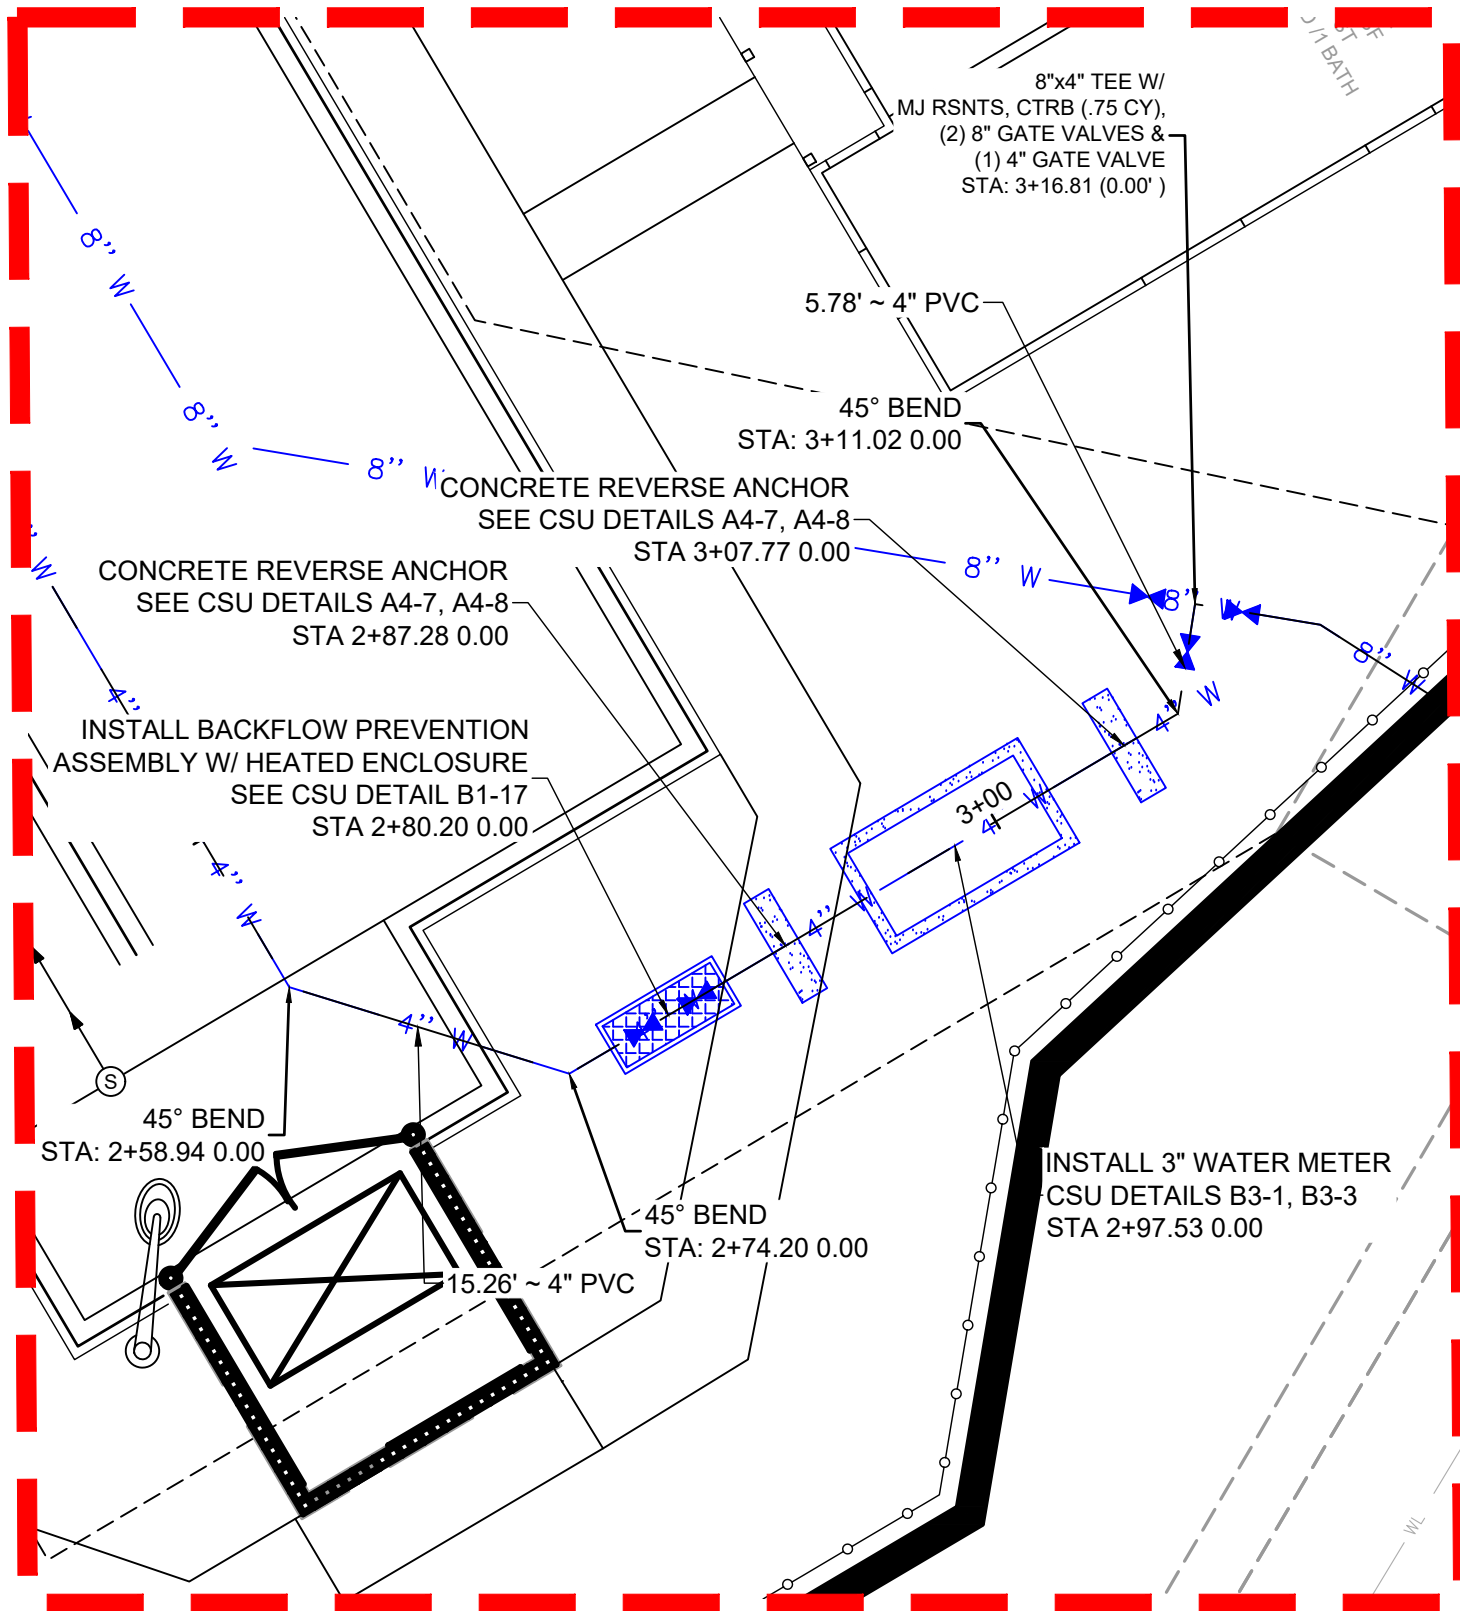 8"x4" TEE W/
MJ RSNTS, CTRB (.75 CY),
(2) 8" GATE VALVES &
(1) 4" GATE VALVE
STA: 3+16.81 (0.00' )
/1 BATH
8" W
8" W
5.78' ~ 4" PVC
45° BEND
STA: 3+11.02 0.00
8" W
CONCRETE REVERSE ANCHOR
SEE CSU DETAILS A4-7, A4-8
STA 3+07.77 0.00
8" W
8" W
8" W
W
CONCRETE REVERSE ANCHOR
SEE CSU DETAILS A4-7, A4-8
STA 2+87.28 0.00
4"
4" W
INSTALL BACKFLOW PREVENTION
ASSEMBLY W/ HEATED ENCLOSURE
SEE CSU DETAIL B1-17
STA 2+80.20 0.00
3+00
4" W
4" W
4" W
4" W
S
45° BEND
STA: 2+58.94 0.00
INSTALL 3" WATER METER
CSU DETAILS B3-1, B3-3
STA 2+97.53 0.00
45° BEND
STA: 2+74.20 0.00
15.26' ~ 4" PVC
WL